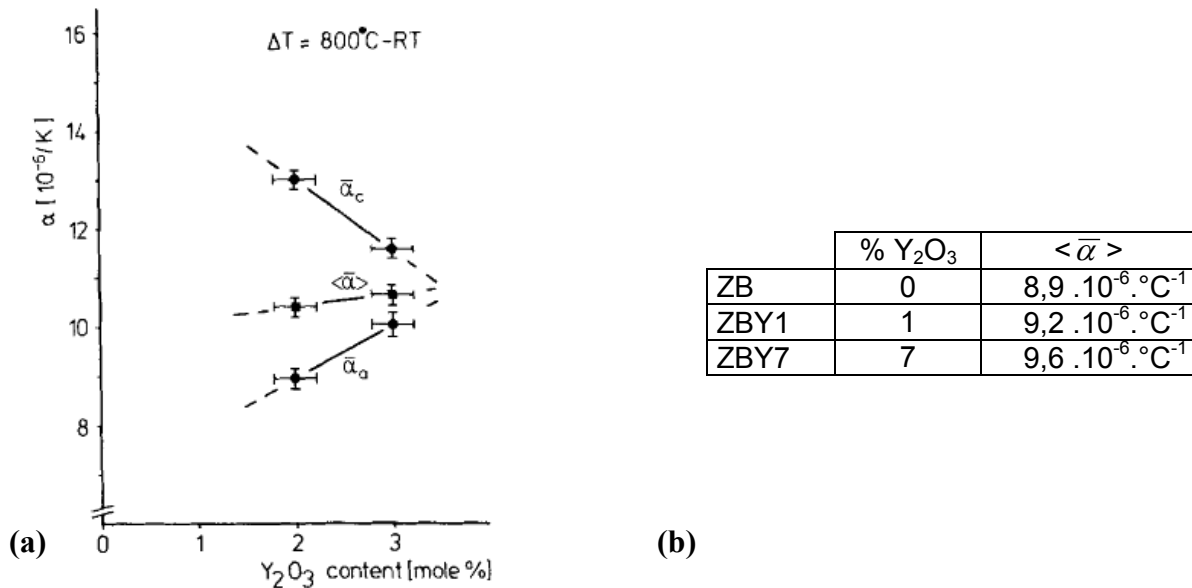 16
ΔT = 800°C-RT
14
α [10⁻⁶/K]
ᾱc
12
<ᾱ>
10
ᾱa
8
(a)
0 1 2 3
Y₂O₃ content [mole %]
% Y₂O₃ <ᾱ>
ZB 0 8,9 .10⁻⁶.°C⁻¹
ZBY1 1 9,2 .10⁻⁶.°C⁻¹
ZBY7 7 9,6 .10⁻⁶.°C⁻¹
(b)